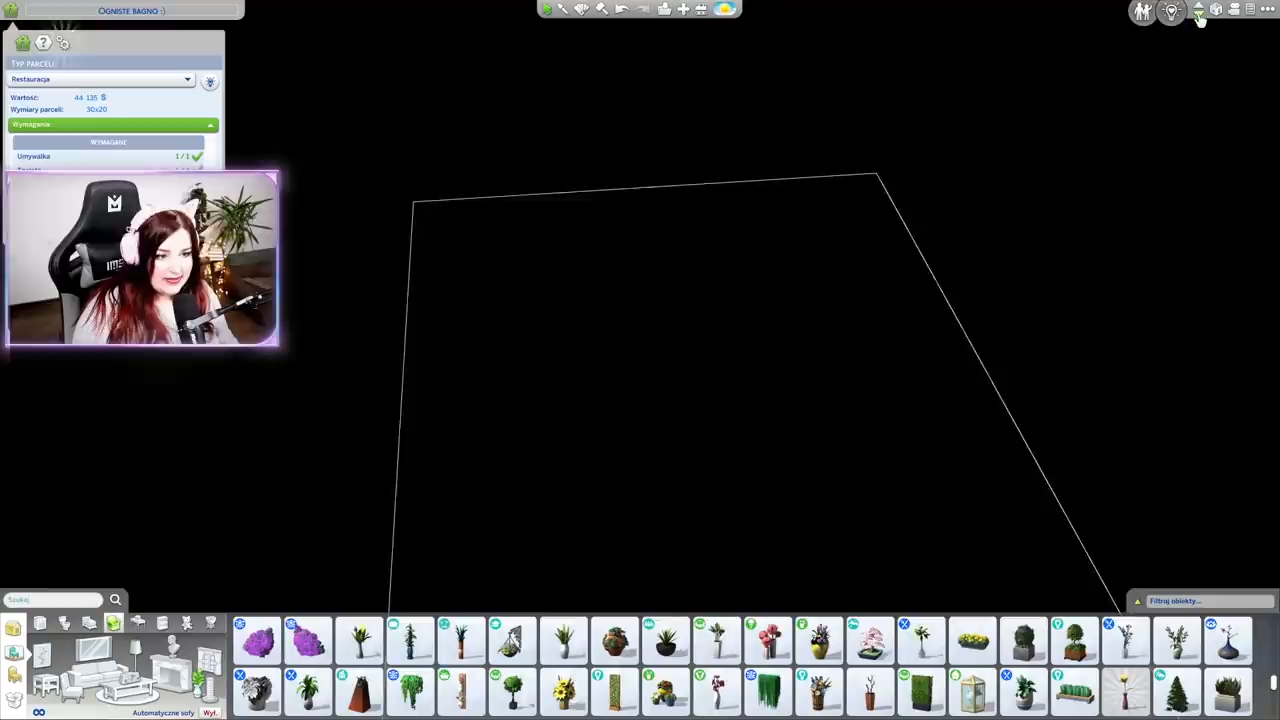 OGNISTE BAGNO :)
TYP PARCELI
Restauracja
Wartość: 44 135 §
Wymiary parceli: 30x20
Wymagania:
WYMAGANE
Umywalka 1/1
Szukaj
Filtruj obiekty...
Automatyczne sofy Wył.